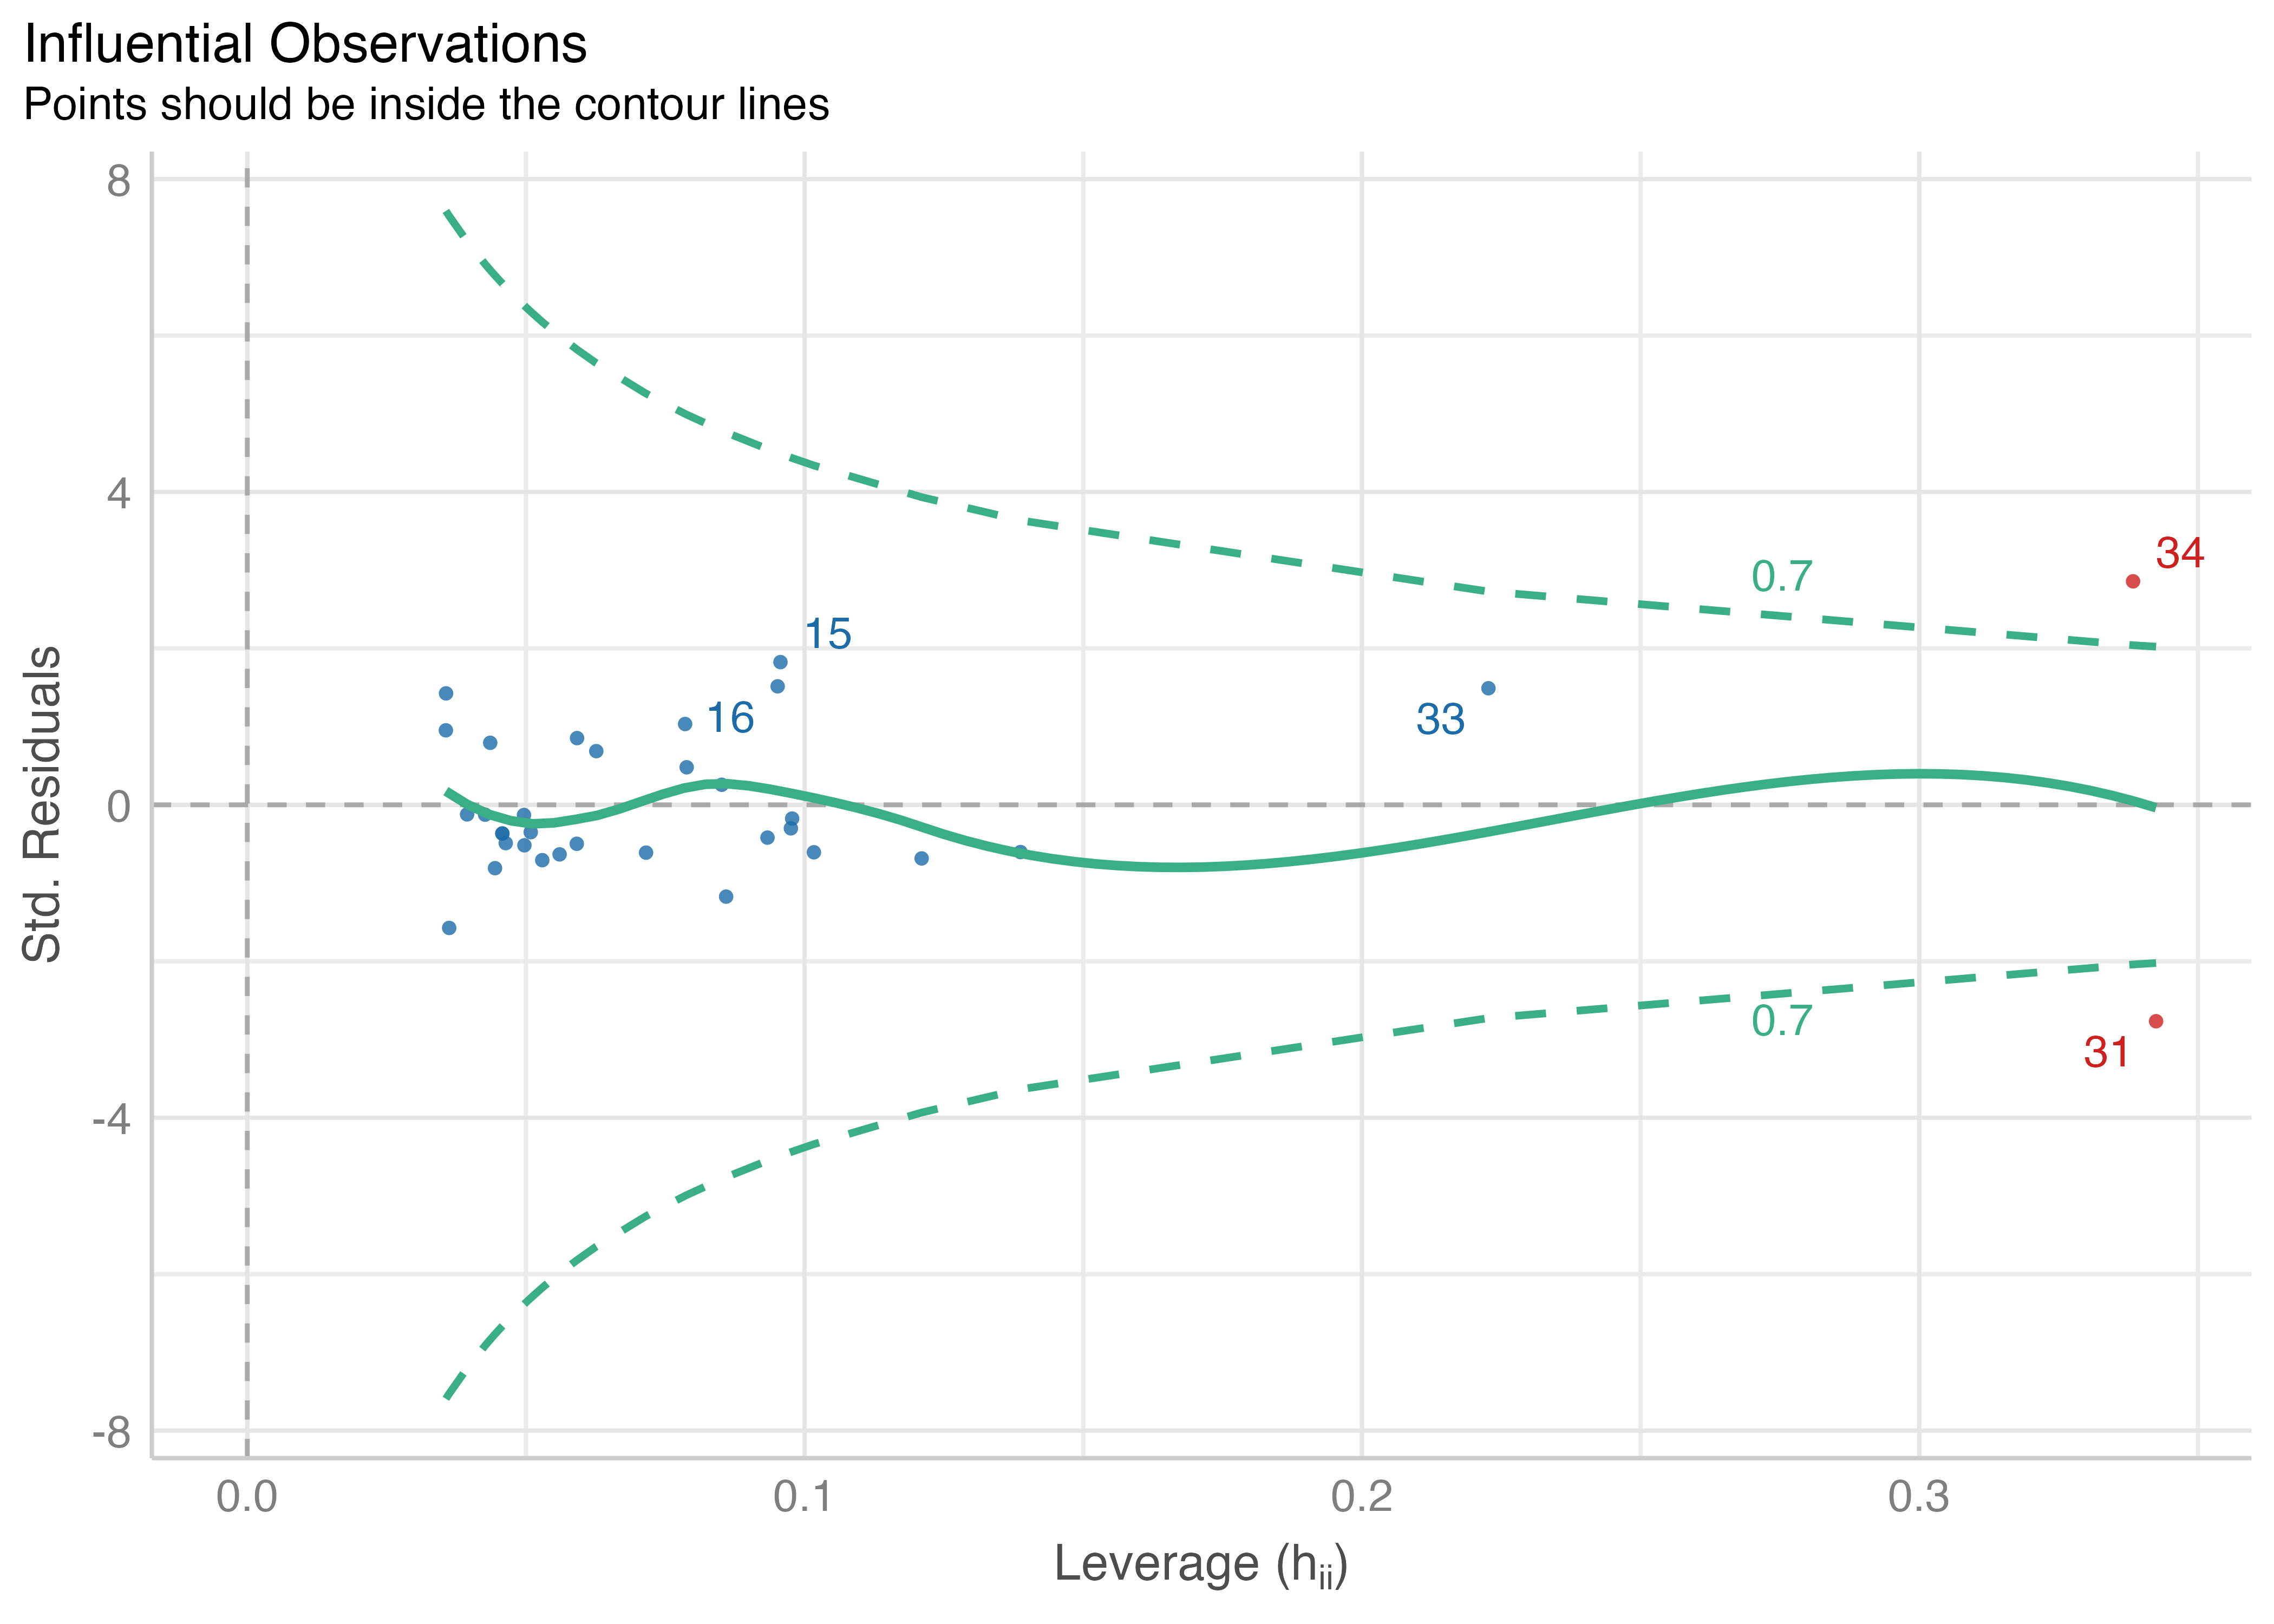 Influential Observations
Points should be inside the contour lines
8
4
0
-4
-8
Std. Residuals
34
0.7
15
16
33
0.7
31
0.0 0.1 0.2 0.3
Leverage (hii)